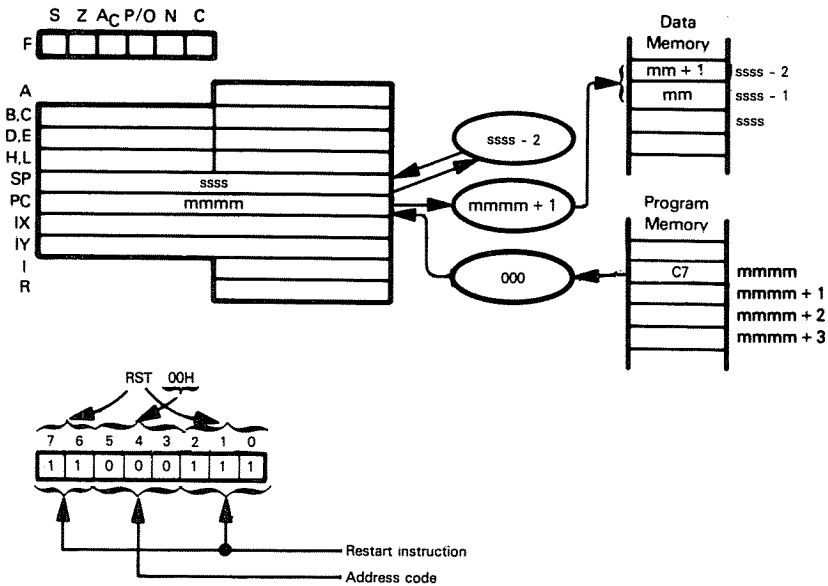 S Z AC P/O N C
F
A
B,C
D,E
H,L
SP ssss
PC mmmm
IX
IY
I
R
ssss - 2
mmmm + 1
000
Data
Memory
mm + 1 ssss - 2
mm ssss - 1
ssss
Program
Memory
C7 mmmm
mmmm + 1
mmmm + 2
mmmm + 3
RST 00H
7 6 5 4 3 2 1 0
1 1 0 0 0 1 1 1
Restart instruction
Address code